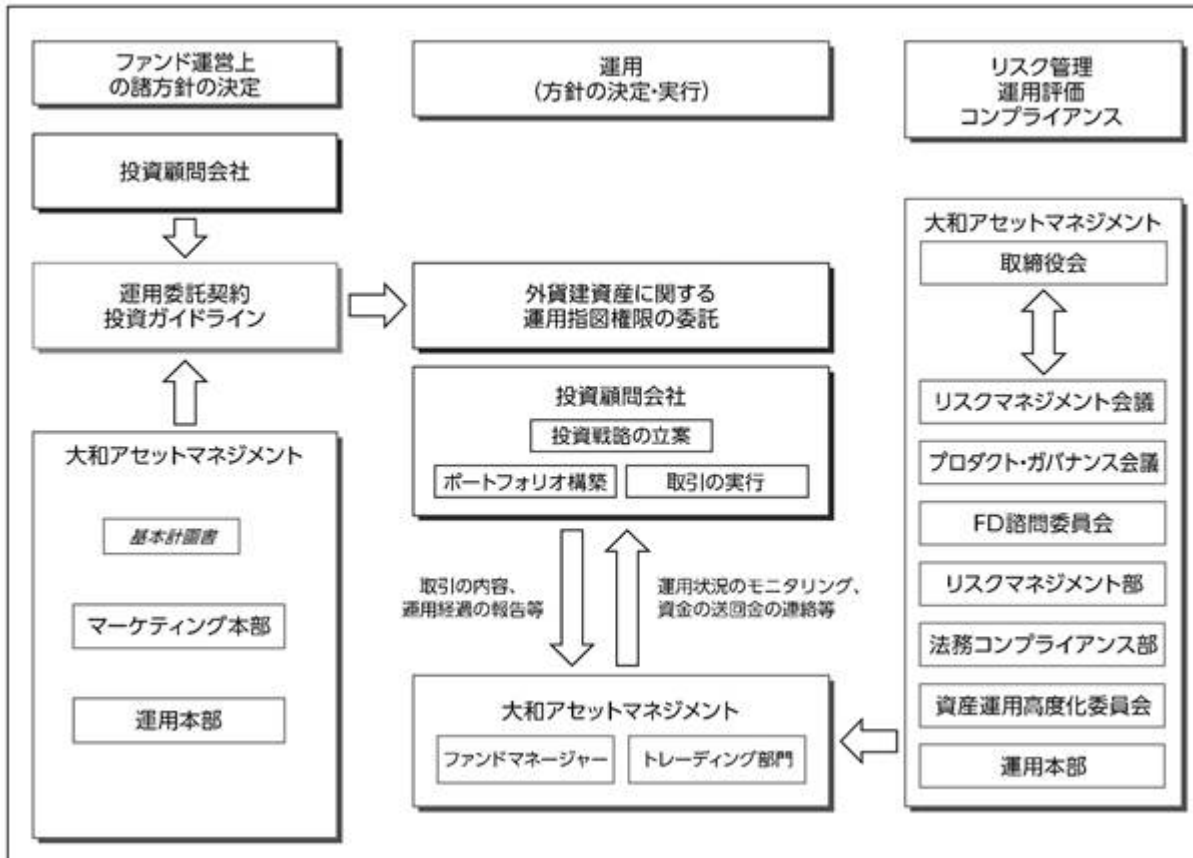 ファンド運営上
の諸方針の決定
投資顧問会社
運用委託契約
投資ガイドライン
大和アセットマネジメント
基本計画書
マーケティング本部
運用本部
運用
(方針の決定・実行)
外貨建資産に関する
運用指図権限の委託
投資顧問会社
投資戦略の立案
ポートフォリオ構築
取引の実行
取引の内容、
運用経過の報告等
運用状況のモニタリング、
資金の送回金の連絡等
大和アセットマネジメント
ファンドマネージャー
トレーディング部門
リスク管理
運用評価
コンプライアンス
大和アセットマネジメント
取締役会
リスクマネジメント会議
プロダクト・ガバナンス会議
FD諮問委員会
リスクマネジメント部
法務コンプライアンス部
資産運用高度化委員会
運用本部